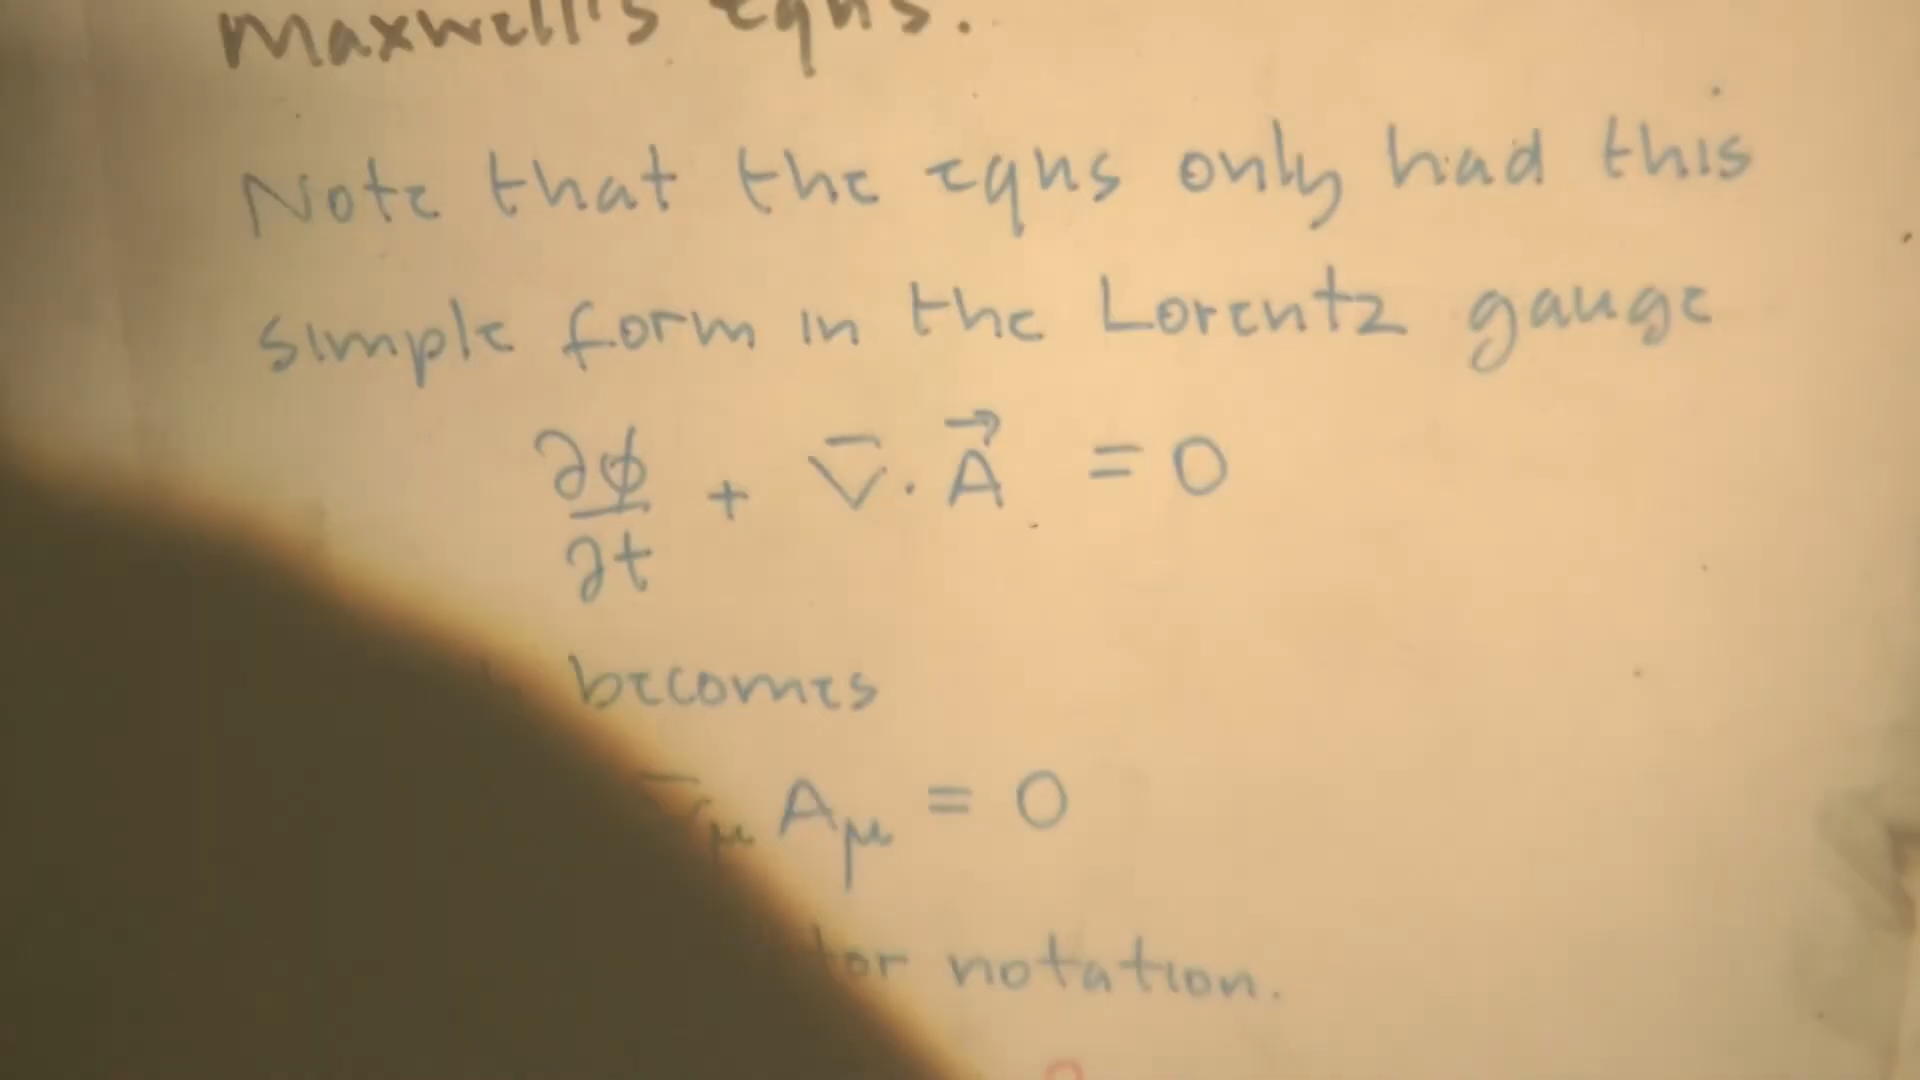 Maxwell's Eqns.
Note that the eqns only had this
simple form in the Lorentz gauge
∂ϕ/∂t + ∇̅ · A⃗ = 0
becomes
μ Aμ = 0
notation.